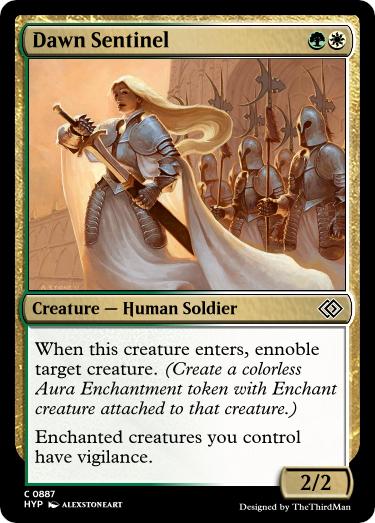 Dawn Sentinel
Creature — Human Soldier
When this creature enters, ennoble
target creature. (Create a colorless
Aura Enchantment token with Enchant
creature attached to that creature.)
Enchanted creatures you control
have vigilance.
2/2
C 0887
HYP ALEXSTONEART
Designed by TheThirdMan